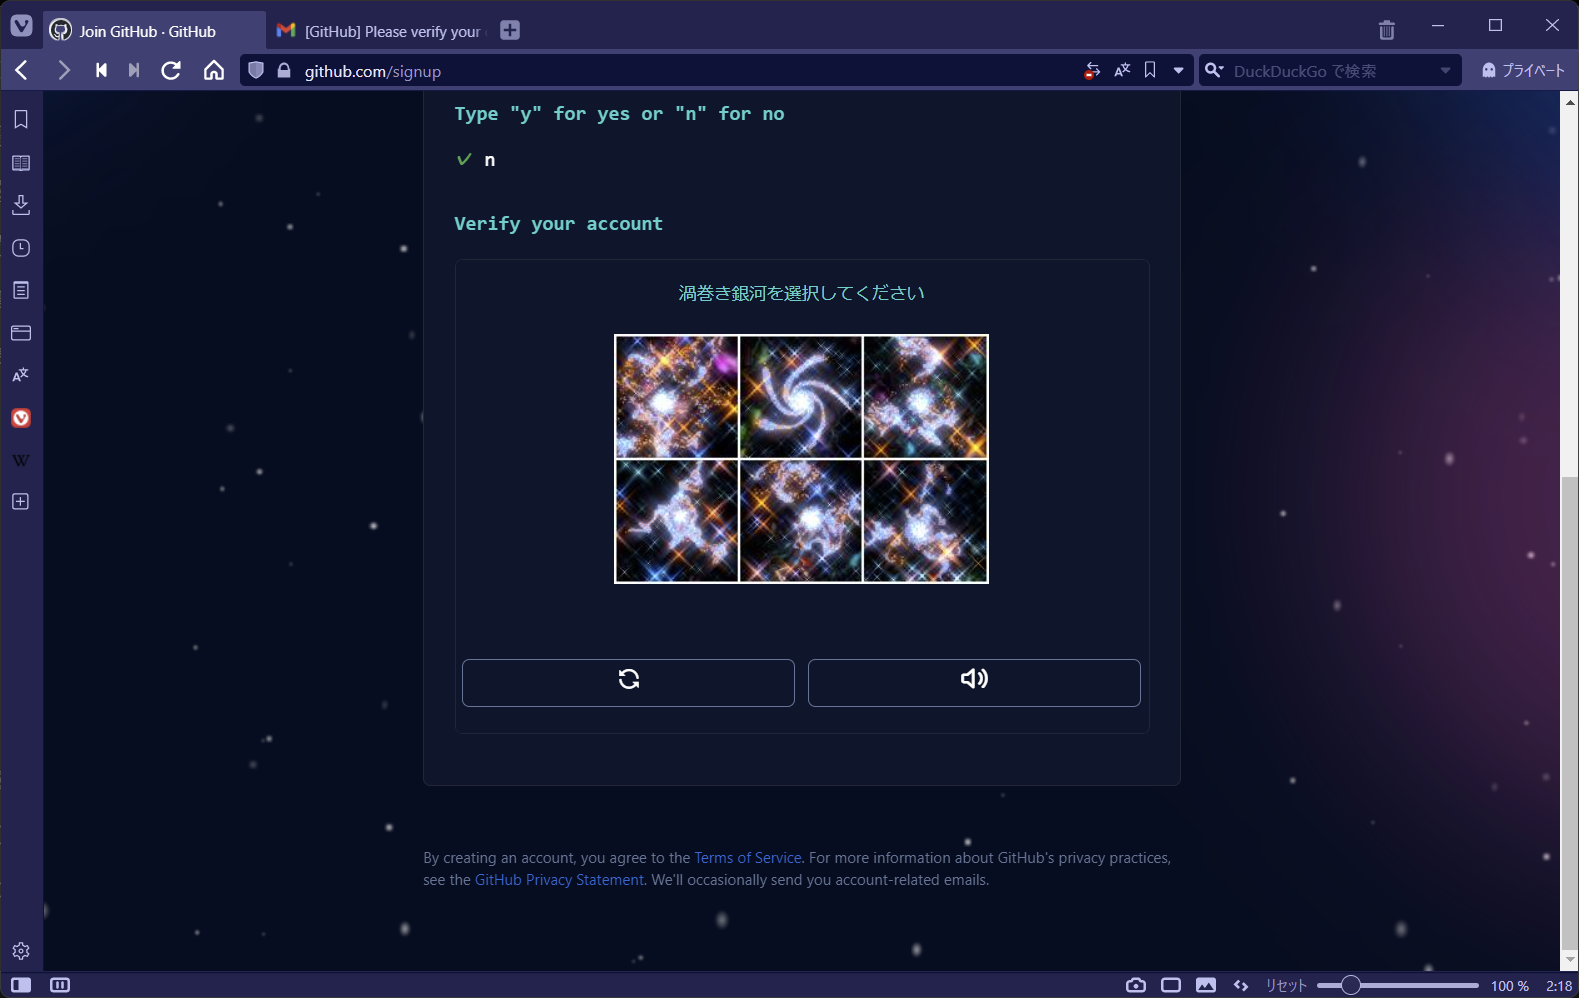 Join GitHub · GitHub
[GitHub] Please verify your
github.com/signup
DuckDuckGo で検索
プライベート
Type "y" for yes or "n" for no
✓ n
Verify your account
渦巻き銀河を選択してください
By creating an account, you agree to the Terms of Service. For more information about GitHub's privacy practices,
see the GitHub Privacy Statement. We'll occasionally send you account-related emails.
リセット
100 %
2:18